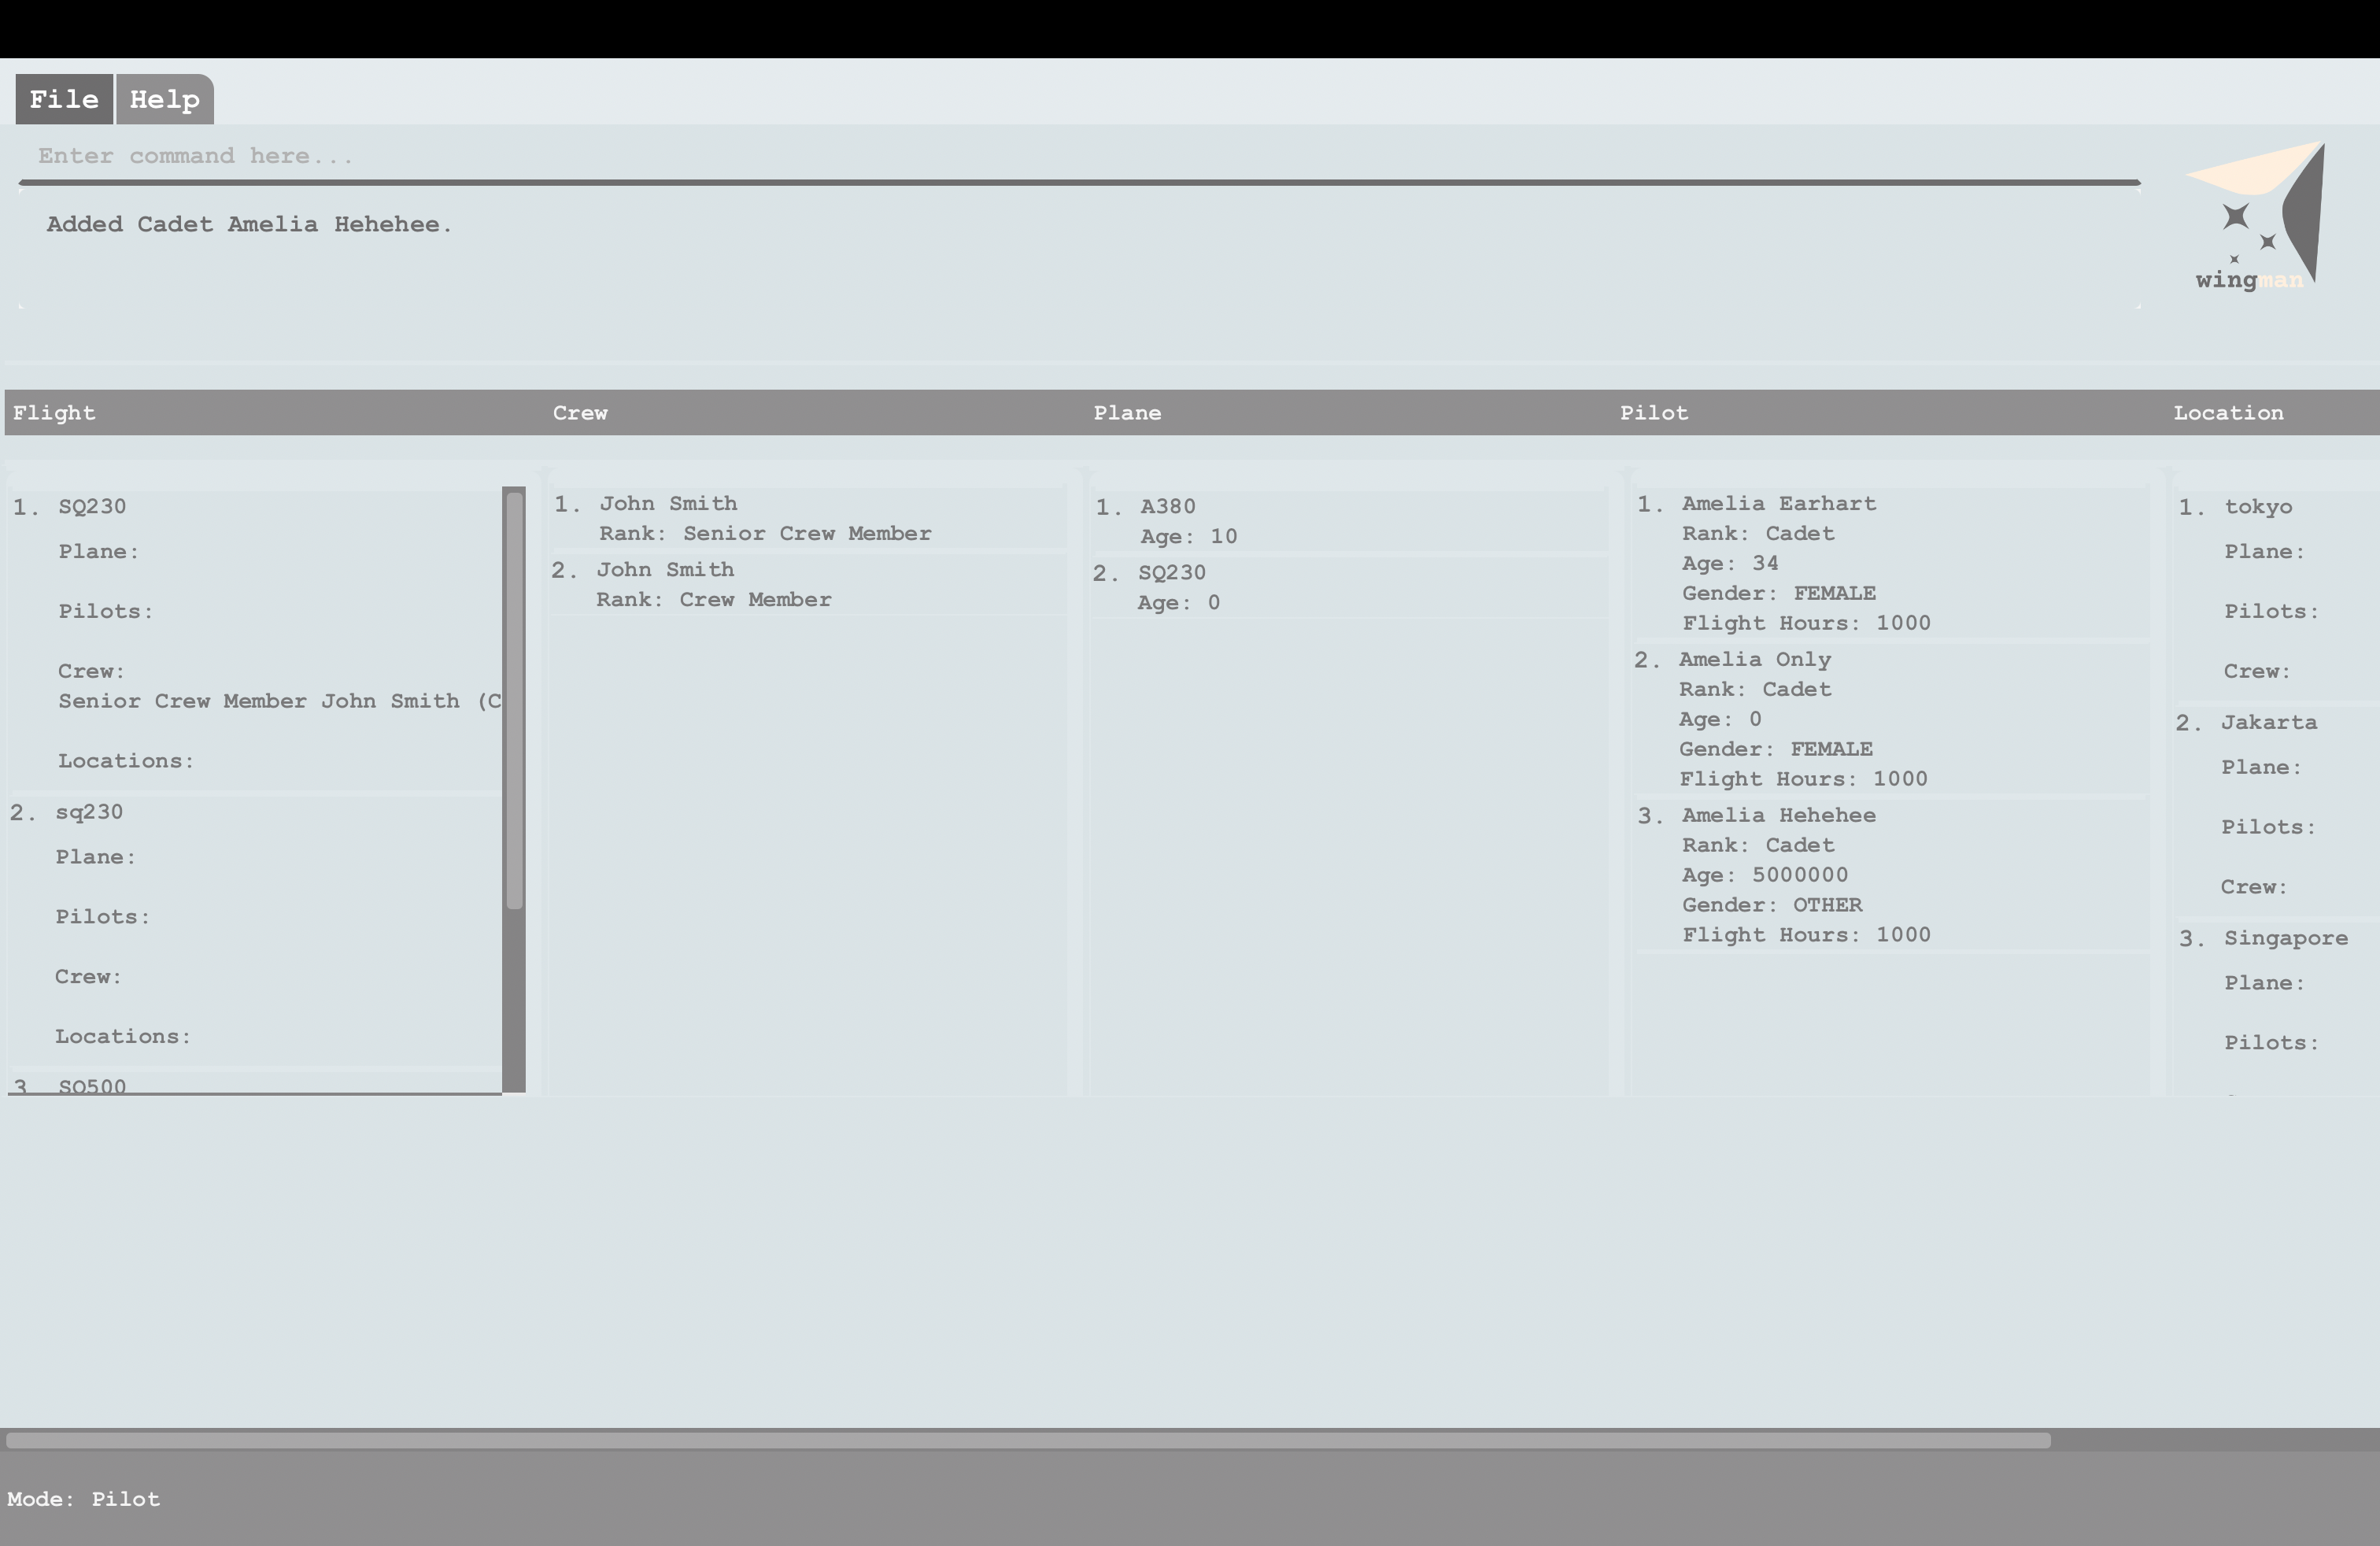 File Help
Enter command here...
Added Cadet Amelia Hehehee.
wingman
Flight Crew Plane Pilot Location
1. SQ230
Plane:
Pilots:
Crew:
Senior Crew Member John Smith (C
Locations:
2. sq230
Plane:
Pilots:
Crew:
Locations:
3 SQ500
1. John Smith
Rank: Senior Crew Member
2. John Smith
Rank: Crew Member
1. A380
Age: 10
2. SQ230
Age: 0
1. Amelia Earhart
Rank: Cadet
Age: 34
Gender: FEMALE
Flight Hours: 1000
2. Amelia Only
Rank: Cadet
Age: 0
Gender: FEMALE
Flight Hours: 1000
3. Amelia Hehehee
Rank: Cadet
Age: 5000000
Gender: OTHER
Flight Hours: 1000
1. tokyo
Plane:
Pilots:
Crew:
2. Jakarta
Plane:
Pilots:
Crew:
3. Singapore
Plane:
Pilots:
Mode: Pilot